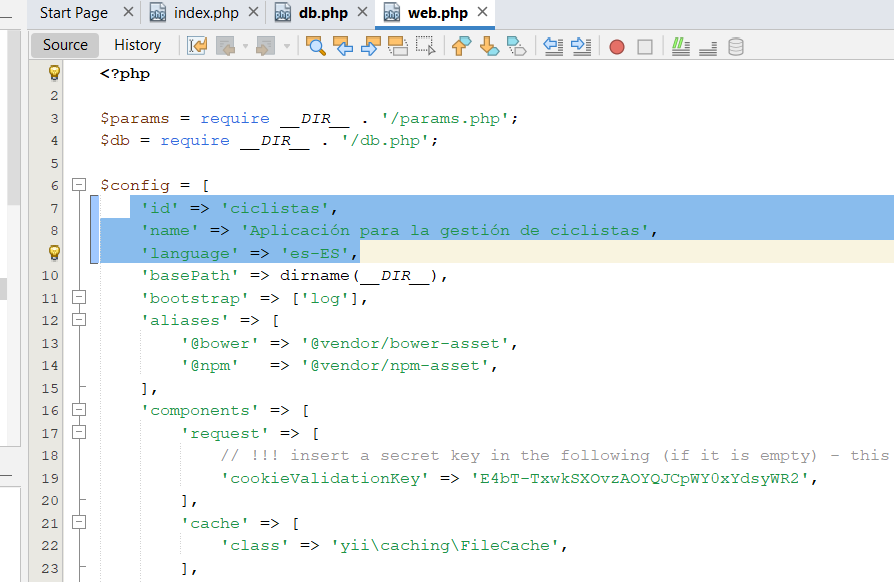 Start Page index.php db.php web.php
Source History
<?php
2
3 $params = require __DIR__ . '/params.php';
4 $db = require __DIR__ . '/db.php';
5
6 $config = [
7 'id' => 'ciclistas',
8 'name' => 'Aplicación para la gestión de ciclistas',
'language' => 'es-ES',
10 'basePath' => dirname(__DIR__),
11 'bootstrap' => ['log'],
12 'aliases' => [
13 '@bower' => '@vendor/bower-asset',
14 '@npm'   => '@vendor/npm-asset',
15 ],
16 'components' => [
17 'request' => [
18 // !!! insert a secret key in the following (if it is empty) - this
19 'cookieValidationKey' => 'E4bT-TxwkSXOvzAOYQJCpWY0xYdsyWR2',
20 ],
21 'cache' => [
22 'class' => 'yii\caching\FileCache',
23 ],